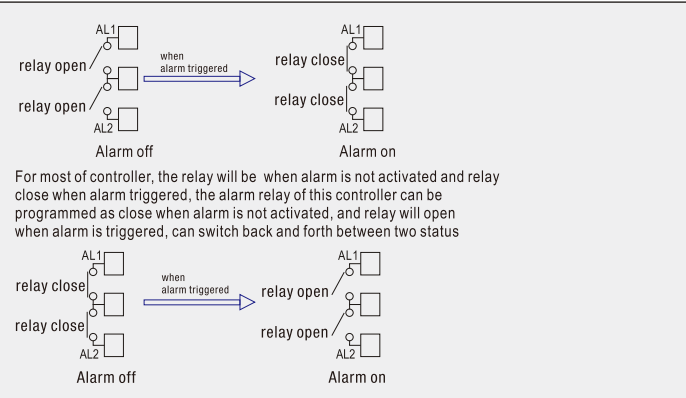 AL1
relay open
relay open
AL2
Alarm off
when
alarm triggered
AL1
relay close
relay close
AL2
Alarm on
For most of controller, the relay will be when alarm is not activated and relay
close when alarm triggered, the alarm relay of this controller can be
programmed as close when alarm is not activated, and relay will open
when alarm is triggered, can switch back and forth between two status
AL1
relay close
relay close
AL2
Alarm off
when
alarm triggered
AL1
relay open
relay open
AL2
Alarm on